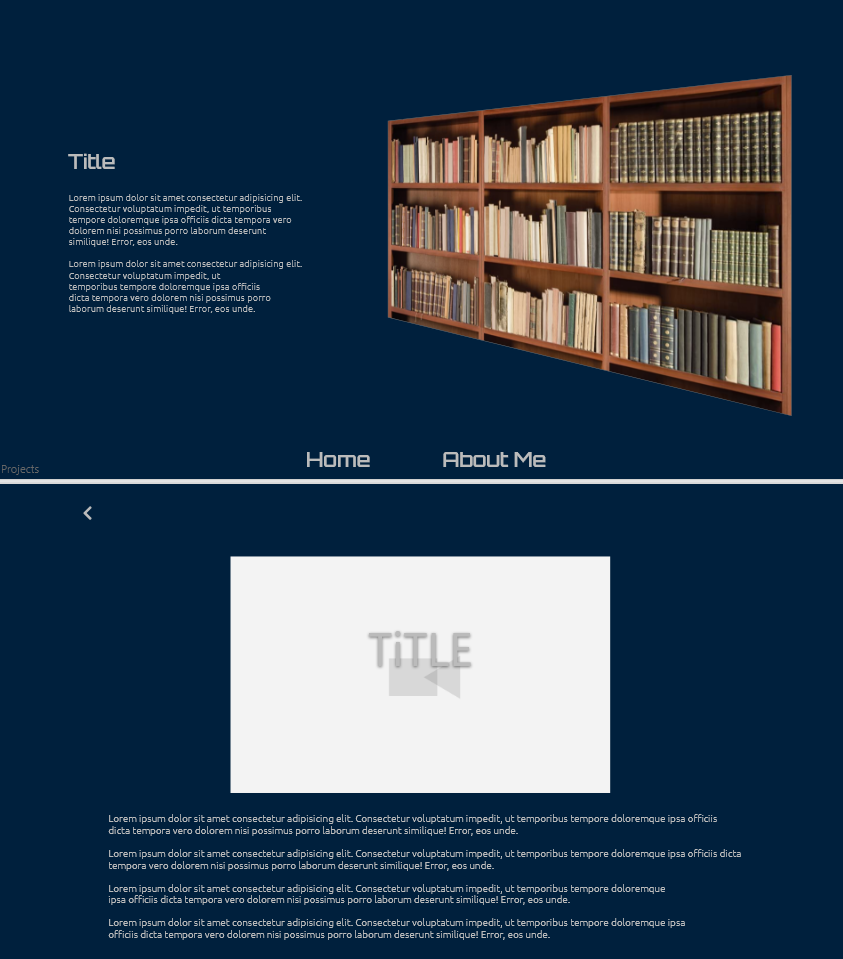 Title
Lorem ipsum dolor sit amet consectetur adipisicing elit.
Consectetur voluptatum impedit, ut temporibus
tempore doloremque ipsa officiis dicta tempora vero
dolorem nisi possimus porro laborum deserunt
similique! Error, eos unde.
Lorem ipsum dolor sit amet consectetur adipisicing elit.
Consectetur voluptatum impedit, ut
temporibus tempore doloremque ipsa officiis
dicta tempora vero dolorem nisi possimus porro
laborum deserunt similique! Error, eos unde.
Home About Me
Projects
TiTLE
Lorem ipsum dolor sit amet consectetur adipisicing elit. Consectetur voluptatum impedit, ut temporibus tempore doloremque ipsa officiis
dicta tempora vero dolorem nisi possimus porro laborum deserunt similique! Error, eos unde.
Lorem ipsum dolor sit amet consectetur adipisicing elit. Consectetur voluptatum impedit, ut temporibus tempore doloremque ipsa officiis dicta
tempora vero dolorem nisi possimus porro laborum deserunt similique! Error, eos unde.
Lorem ipsum dolor sit amet consectetur adipisicing elit. Consectetur voluptatum impedit, ut temporibus tempore doloremque
ipsa officiis dicta tempora vero dolorem nisi possimus porro laborum deserunt similique! Error, eos unde.
Lorem ipsum dolor sit amet consectetur adipisicing elit. Consectetur voluptatum impedit, ut temporibus tempore doloremque ipsa
officiis dicta tempora vero dolorem nisi possimus porro laborum deserunt similique! Error, eos unde.